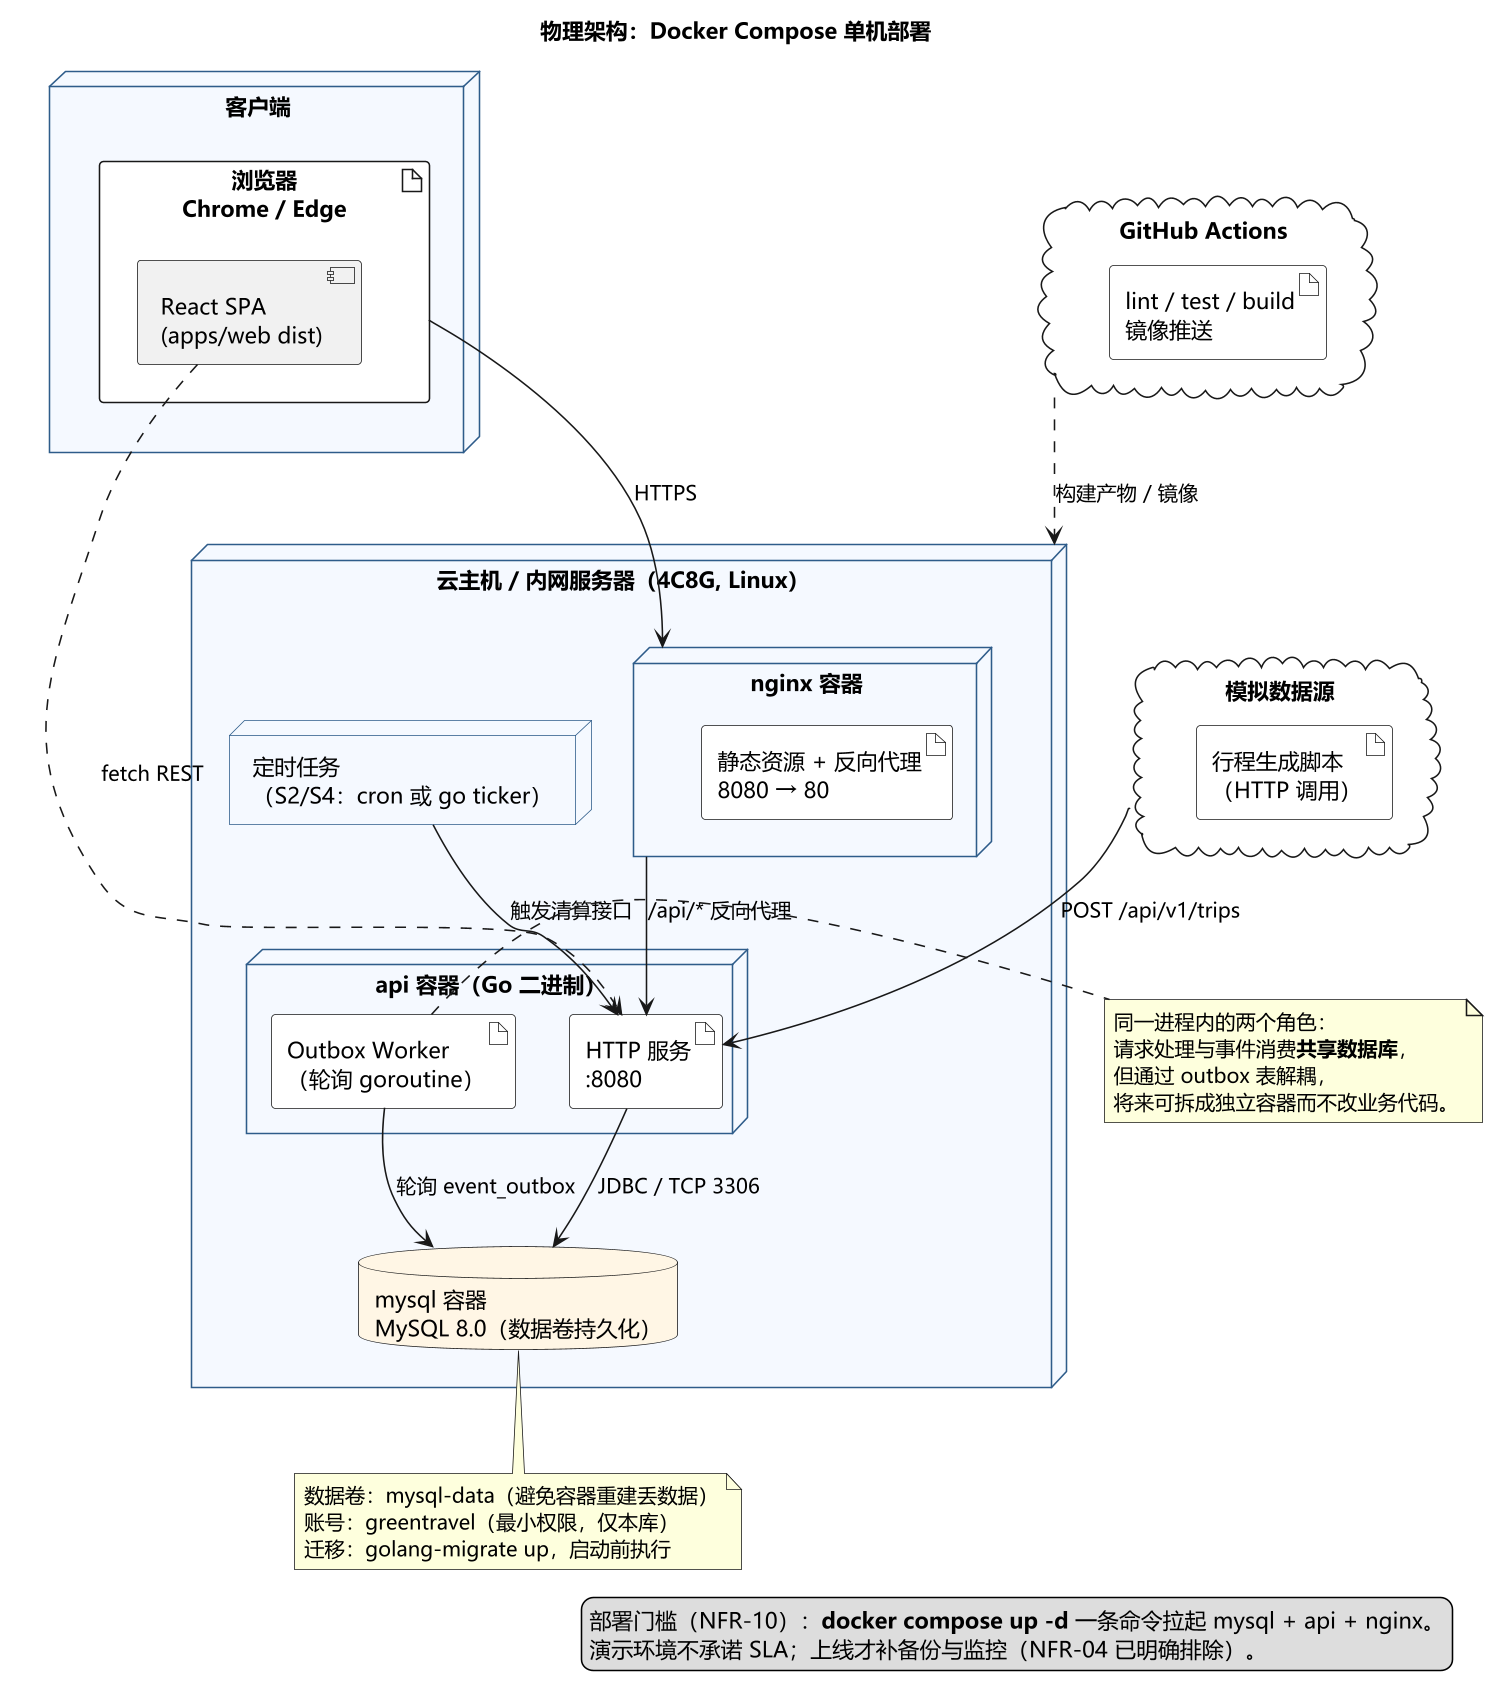 物理架构：Docker Compose 单机部署
客户端
浏览器
Chrome / Edge
React SPA
(apps/web dist)
GitHub Actions
lint / test / build
镜像推送
HTTPS
构建产物 / 镜像
云主机 / 内网服务器（4C8G, Linux）
nginx 容器
静态资源 + 反向代理
8080 → 80
模拟数据源
行程生成脚本
（HTTP 调用）
定时任务
（S2/S4：cron 或 go ticker）
fetch REST
触发清算接口
/api/* 反向代理
POST /api/v1/trips
api 容器（Go 二进制）
Outbox Worker
（轮询 goroutine）
HTTP 服务
:8080
同一进程内的两个角色：
请求处理与事件消费共享数据库，
但通过 outbox 表解耦，
将来可拆成独立容器而不改业务代码。
轮询 event_outbox
JDBC / TCP 3306
mysql 容器
MySQL 8.0（数据卷持久化）
数据卷：mysql-data（避免容器重建丢数据）
账号：greentravel（最小权限，仅本库）
迁移：golang-migrate up，启动前执行
部署门槛（NFR-10）：docker compose up -d 一条命令拉起 mysql + api + nginx。
演示环境不承诺 SLA；上线才补备份与监控（NFR-04 已明确排除）。